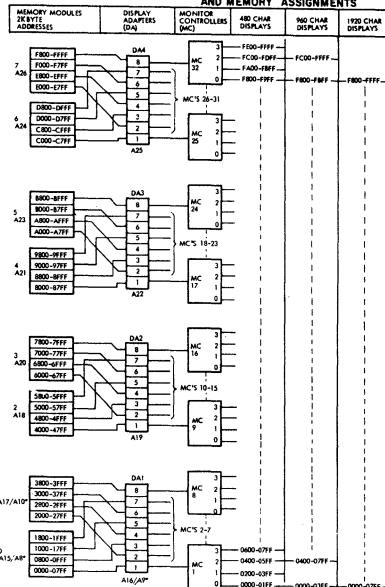 AND MEMORY ASSIGNMENTS
MEMORY MODULES 2K BYTE ADDRESSES
DISPLAY ADAPTERS (DA)
MONITOR CONTROLLERS (MC)
480 CHAR DISPLAYS
960 CHAR DISPLAYS
1920 CHAR DISPLAYS
7
A26
F800-FFFF
F000-F7FF
E800-EFFF
E000-E7FF
6
A24
D800-DFFF
D000-D7FF
C800-CFFF
C000-C7FF
DA4
8
7
6
5
4
3
2
1
A25
MC 32
3
2
1
0
MC'S 26-31
MC 25
3
2
1
0
FE00-FFFF
FC00-FDFF
FA00-FBFF
F800-F9FF
FC00-FFFF
F800-FBFF
F800-FFFF
5
A23
B800-BFFF
B000-B7FF
A800-AFFF
A000-A7FF
4
A21
9800-9FFF
9000-97FF
8800-8FFF
8000-87FF
DA3
8
7
6
5
4
3
2
1
A22
MC 24
3
2
1
0
MC'S 18-23
MC 17
3
2
1
0
3
A20
7800-7FFF
7000-77FF
6800-6FFF
6000-67FF
2
A18
5800-5FFF
5000-57FF
4800-4FFF
4000-47FF
DA2
8
7
6
5
4
3
2
1
A19
MC 16
3
2
1
0
MC'S 10-15
MC 9
3
2
1
0
A17/A10*
3800-3FFF
3000-37FF
2800-2FFF
2000-27FF
A15/A8*
1800-1FFF
1000-17FF
0800-0FFF
0000-07FF
DA1
8
7
6
5
4
3
2
1
A16/A9*
MC 8
3
2
1
0
MC'S 2-7
MC 1
3
2
1
0
0600-07FF
0400-05FF
0200-03FF
0000-01FF
0400-07FF
0000-03FF
0000-07FF